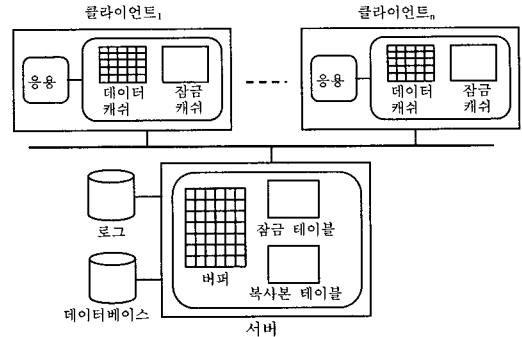 클라이언트1
클라이언트n
응용
데이터
캐쉬
잠금
캐쉬
응용
데이터
캐쉬
잠금
캐쉬
로그
데이터베이스
버퍼
잠금 테이블
복사본 테이블
서버